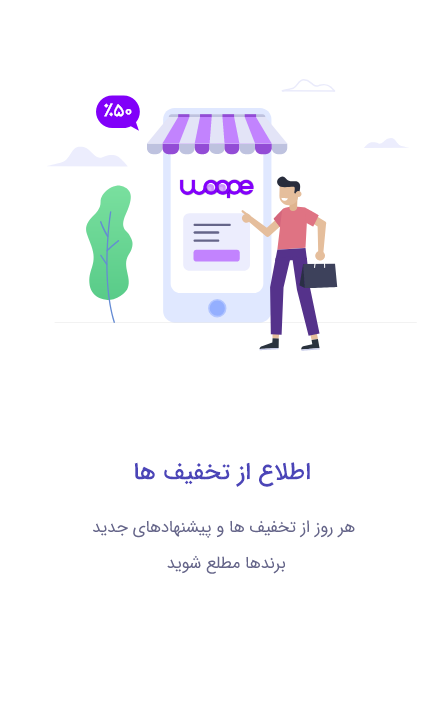 ٪۵۰
woope
اطلاع از تخفیف ها
هر روز از تخفیف ها و پیشنهادهای جدید
برندها مطلع شوید